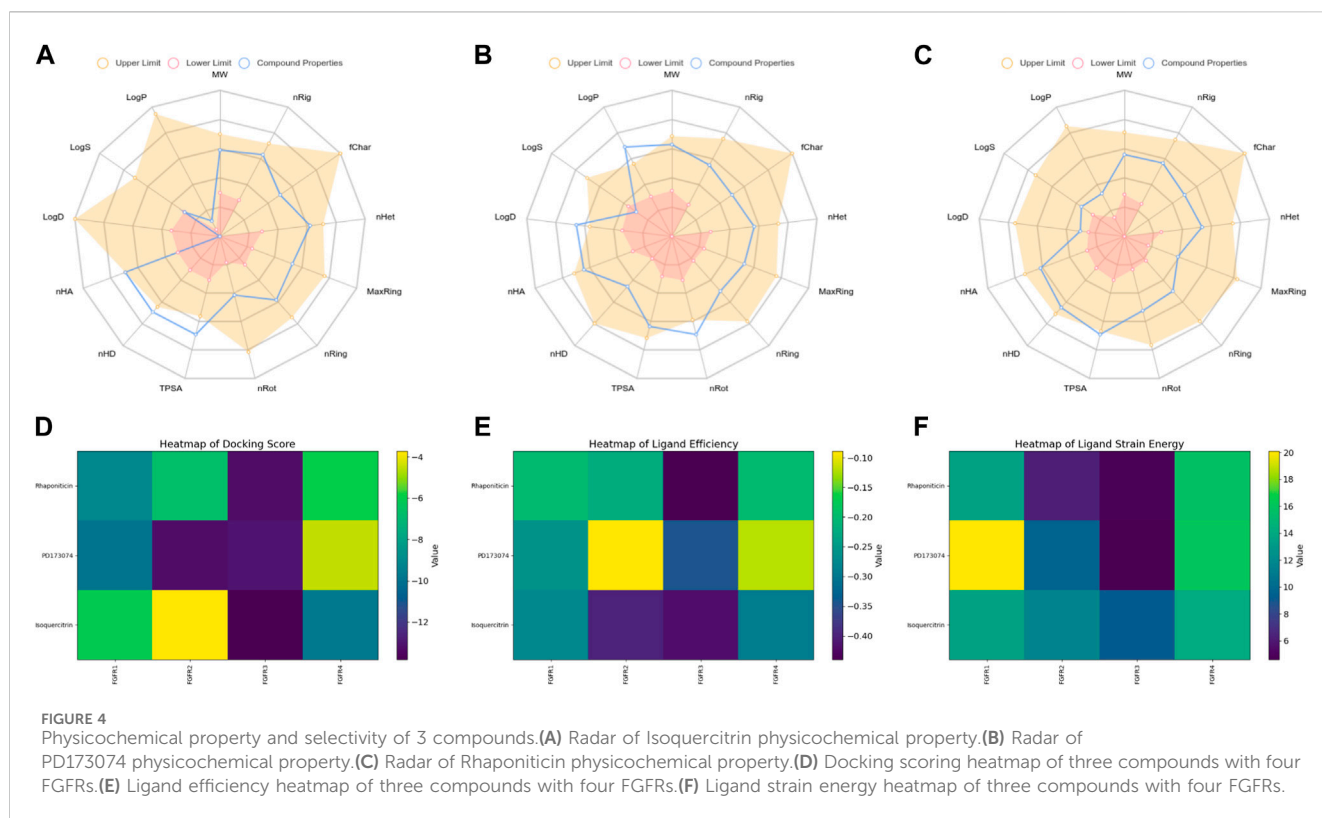 A
Upper Limit Lower Limit Compound Properties
MW
nRig
fChar
nHet
MaxRing
nRing
nRot
TPSA
nHD
nHA
LogD
LogS
LogP
B
Upper Limit Lower Limit Compound Properties
MW
nRig
fChar
nHet
MaxRing
nRing
nRot
TPSA
nHD
nHA
LogD
LogS
LogP
C
Upper Limit Lower Limit Compound Properties
MW
nRig
fChar
nHet
MaxRing
nRing
nRot
TPSA
nHD
nHA
LogD
LogS
LogP
D
Heatmap of Docking Score
Rhaponiticin
PD173074
Isoquercitrin
FGFR1 FGFR2 FGFR3 FGFR4
−4
−6
−8
−10
−12
Value
E
Heatmap of Ligand Efficiency
Rhaponiticin
PD173074
Isoquercitrin
FGFR1 FGFR2 FGFR3 FGFR4
−0.10
−0.15
−0.20
−0.25
−0.30
−0.35
−0.40
Value
F
Heatmap of Ligand Strain Energy
Rhaponiticin
PD173074
Isoquercitrin
FGFR1 FGFR2 FGFR3 FGFR4
20
18
16
14
12
10
8
6
Value
FIGURE 4
Physicochemical property and selectivity of 3 compounds.(A) Radar of Isoquercitrin physicochemical property.(B) Radar of
PD173074 physicochemical property.(C) Radar of Rhaponiticin physicochemical property.(D) Docking scoring heatmap of three compounds with four
FGFRs.(E) Ligand efficiency heatmap of three compounds with four FGFRs.(F) Ligand strain energy heatmap of three compounds with four FGFRs.